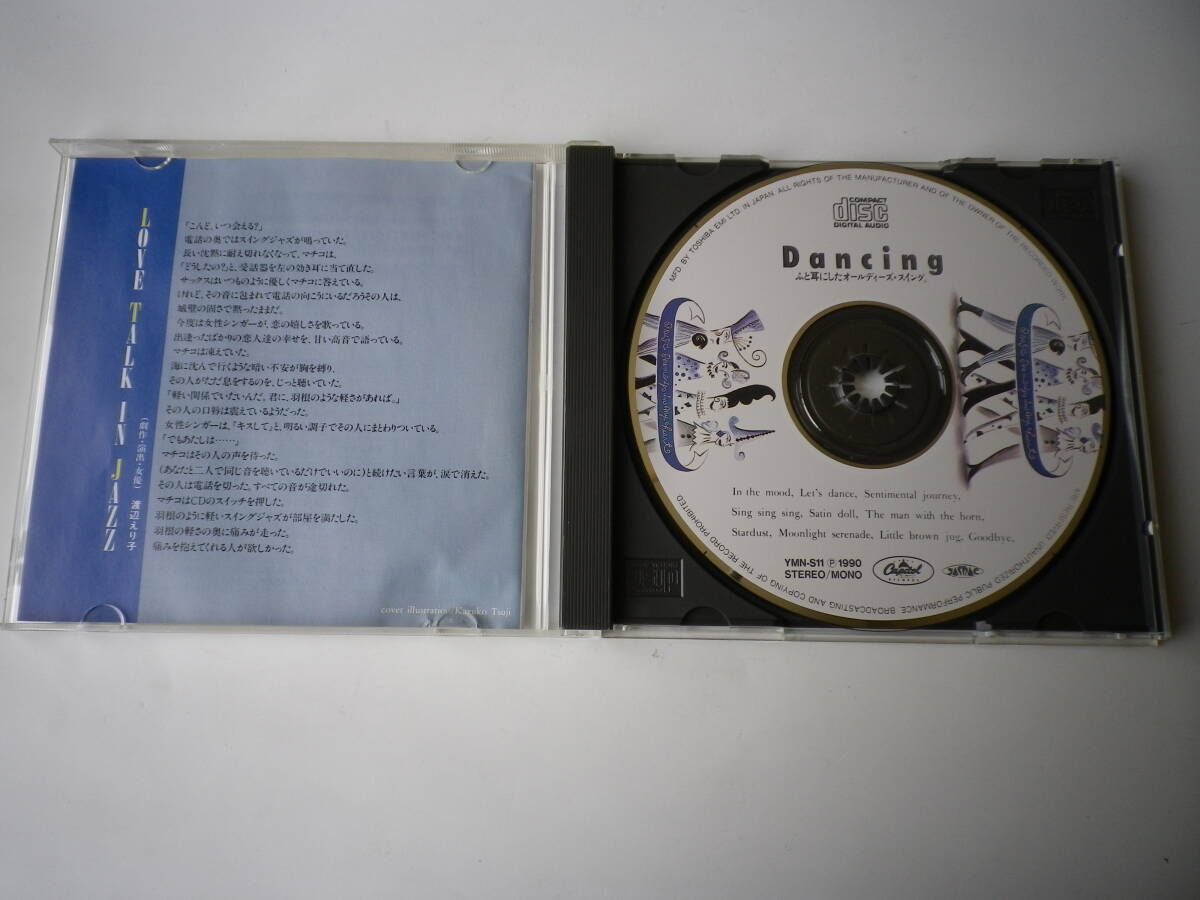 LOVE TALK IN JAZZ
(劇作・演出・女優) 渡辺えり子
「こんど、いつ会える?」
電話の奥ではスイングジャズが鳴っていた。
長い沈黙に耐え切れなくなって、マチコは、
「どうしたの?」と、受話器を左の効き耳に当て直した。
サックスはいつものように優しくマチコに答えている。
けれど、その音に包まれて電話の向こうにいるだろうその人は、
城壁の固さで黙ったままだ。
今度は女性シンガーが、恋の嬉しさを歌っている。
出逢ったばかりの恋人達の幸せを、甘い高音で語っている。
マチコは凍えていた。
海に沈んで行くような暗い不安が胸を縛り、
その人がただ息をするのを、じっと聴いていた。
「軽い関係でいたいんだ。君に、羽根のような軽さがあれば。」
その人の口唇は震えているようだった。
女性シンガーは、「キスして」と、明るい調子でその人にまとわりついている。
「でもあたしは……」
マチコはその人の声を待った。
(あなたと二人で同じ音を聴いているだけでいいのに)と続けたい言葉が、涙で消えた。
その人は電話を切った。すべての音が途切れた。
マチコはCDのスイッチを押した。
羽根のように軽いスイングジャズが部屋を満たした。
羽根の軽さの奥に痛みが走った。
痛みを抱えてくれる人が欲しかった。
cover illustration/Kazuko Tsuji
MFD BY TOSHIBA EMI LTD. IN JAPAN. ALL RIGHTS OF THE MANUFACTURER AND OF THE OWNER OF THE RECORDED WORK RESERVED. UNAUTHORIZED PUBLIC PERFORMANCE, BROADCASTING AND COPYING OF THE RECORD PROHIBITED
COMPACT
disc
DIGITAL AUDIO
Dancing
ふと耳にしたオールディーズ・スイング。
In the mood, Let's dance, Sentimental journey,
Sing sing sing, Satin doll, The man with the horn,
Stardust, Moonlight serenade, Little brown jug, Goodbye,
YMN-S11 Ⓟ 1990
STEREO/MONO
Capitol
RECORDS
JASRAC